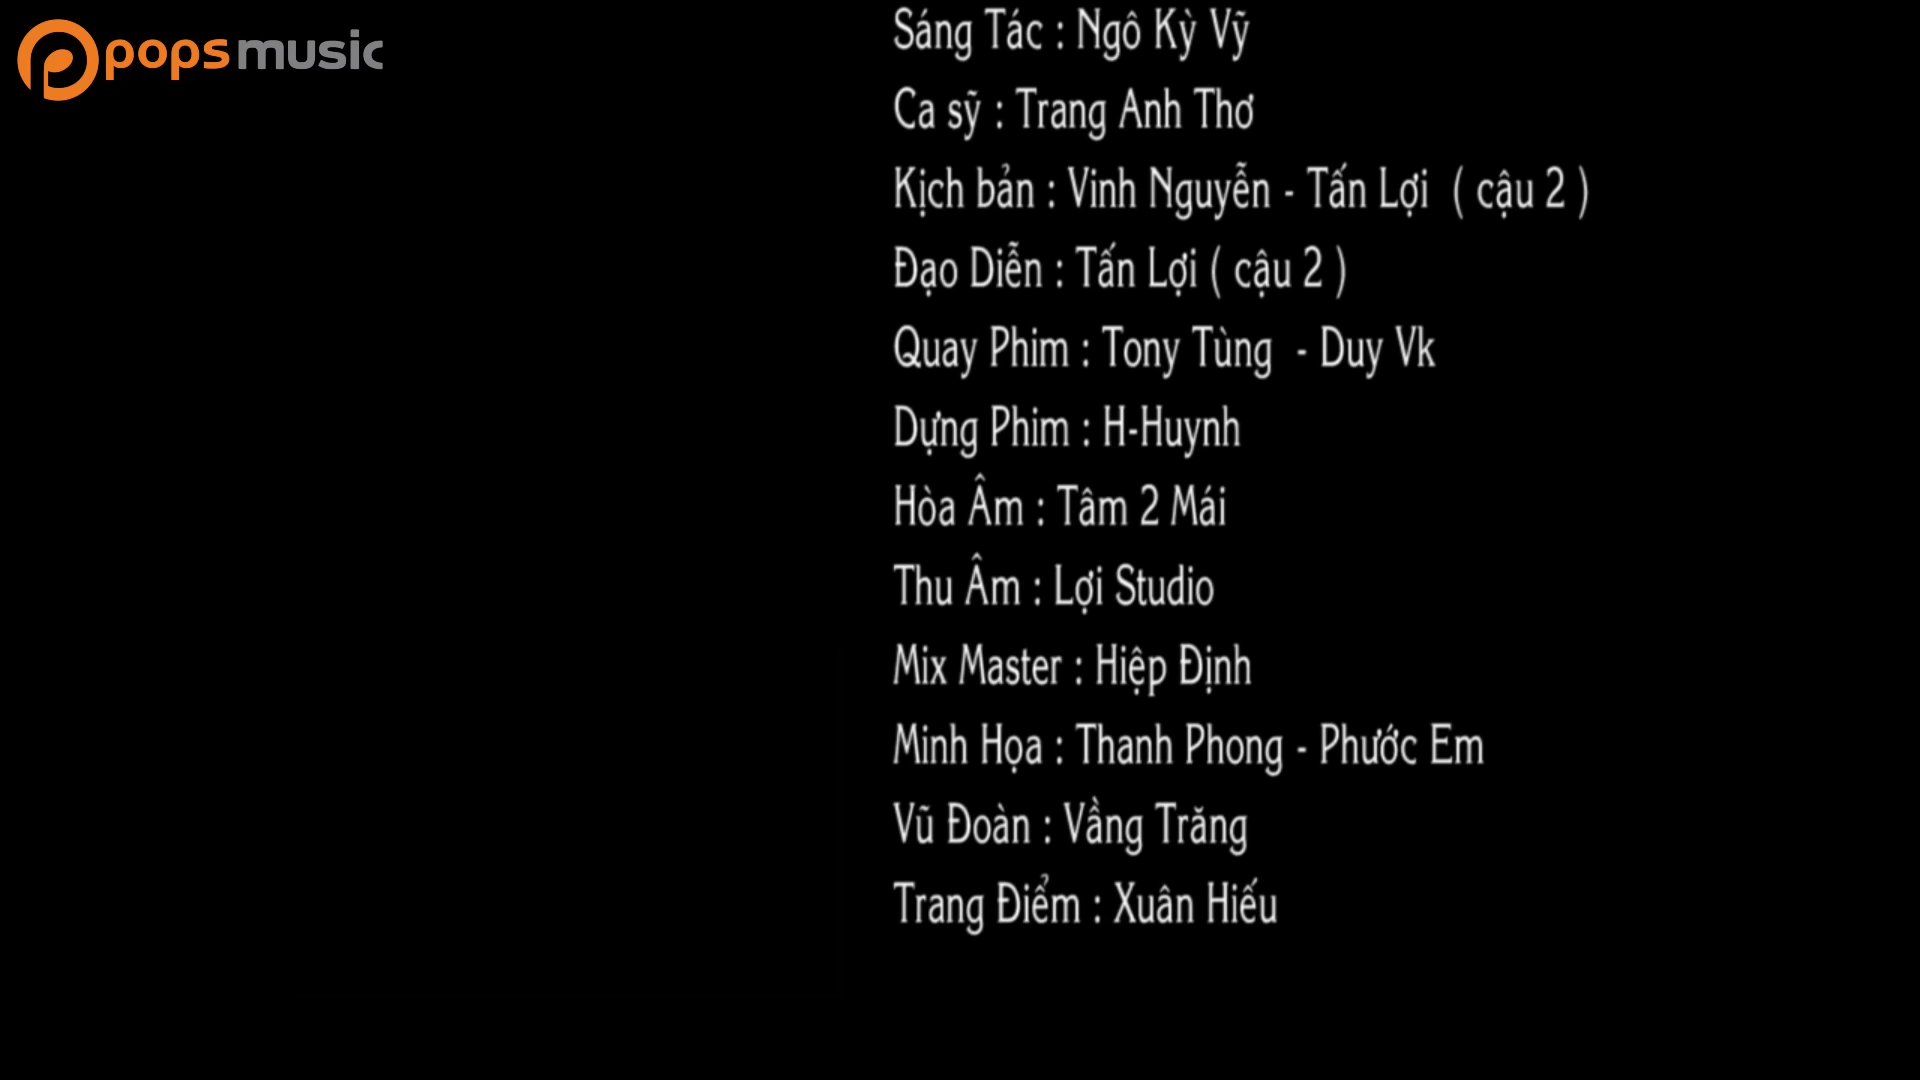 pops music
Sáng Tác : Ngô Kỳ Vỹ
Ca sỹ : Trang Anh Thơ
Kịch bản : Vinh Nguyễn - Tấn Lợi ( cậu 2 )
Đạo Diễn : Tấn Lợi ( cậu 2 )
Quay Phim : Tony Tùng - Duy Vk
Dựng Phim : H-Huynh
Hòa Âm : Tâm 2 Mái
Thu Âm : Lợi Studio
Mix Master : Hiệp Định
Minh Họa : Thanh Phong - Phước Em
Vũ Đoàn : Vầng Trăng
Trang Điểm : Xuân Hiếu